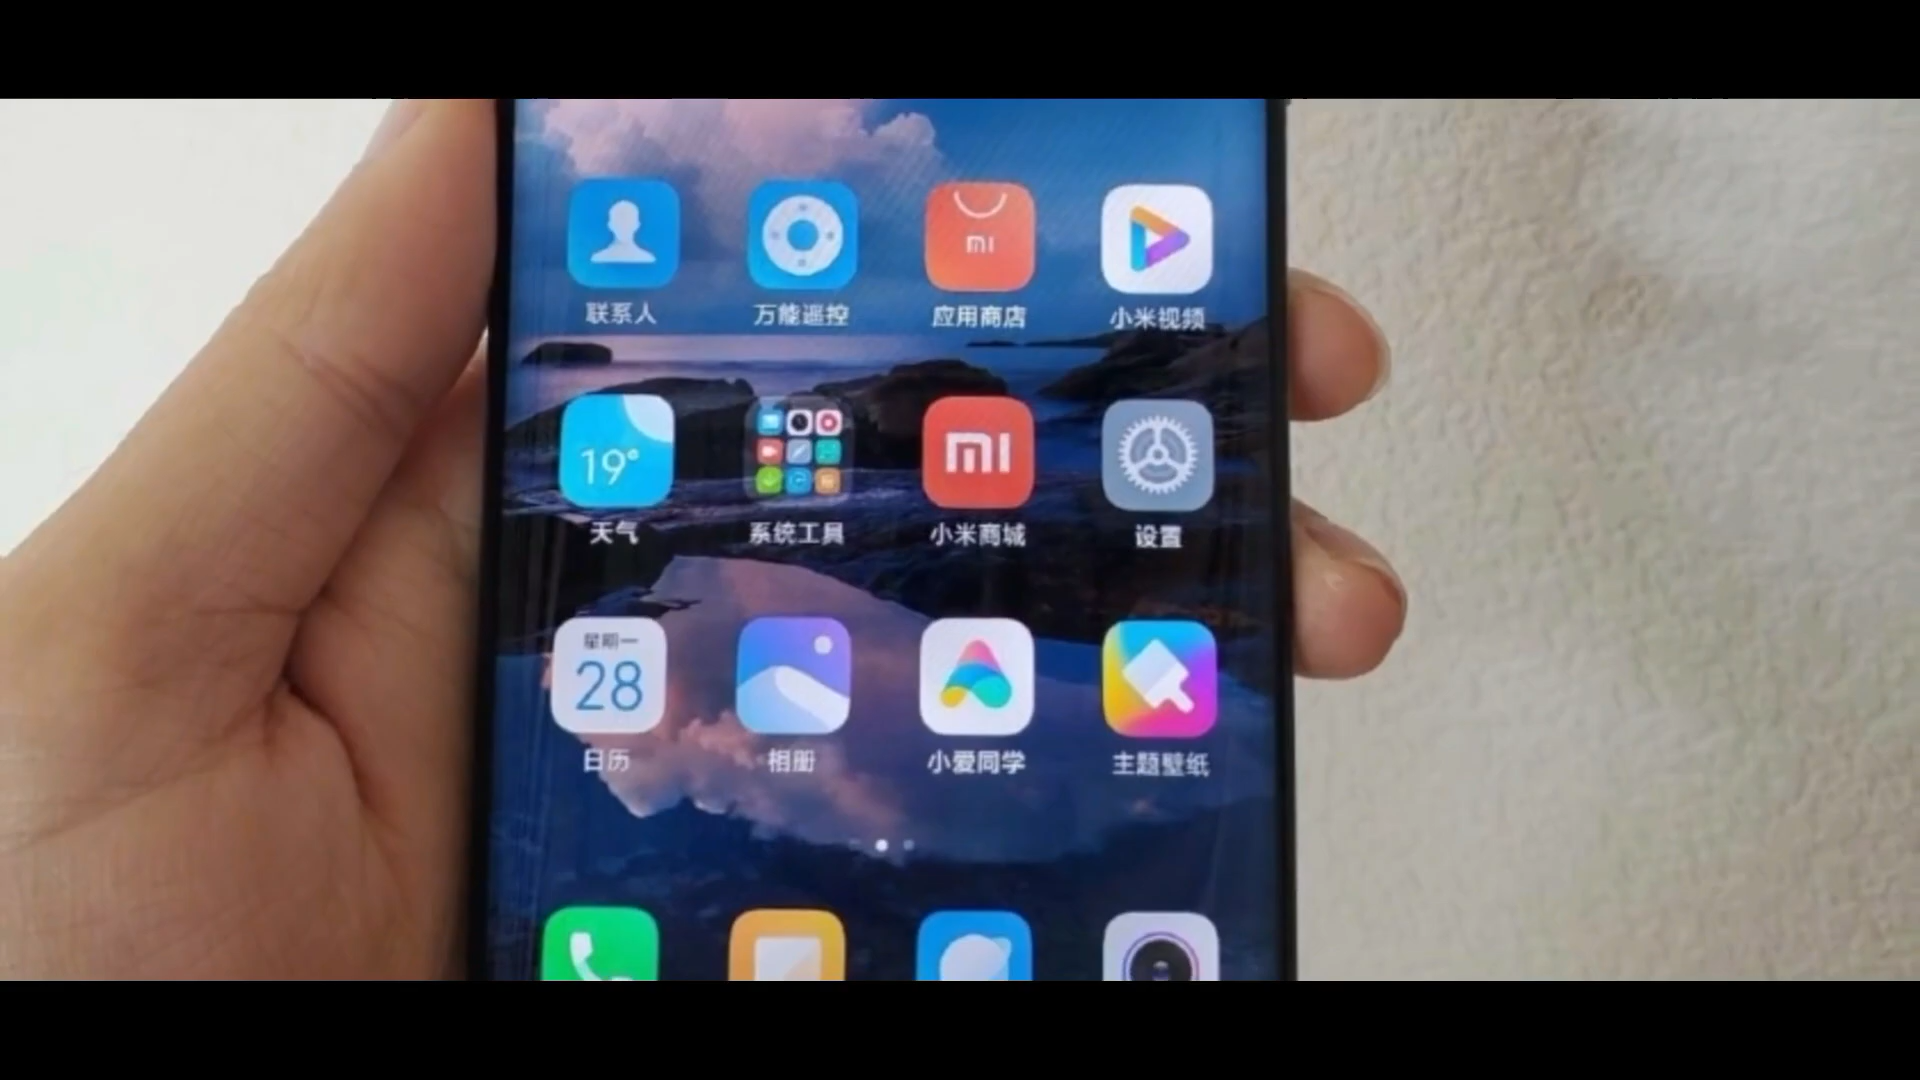 mi
联系人 万能遥控 应用商店 小米视频
19°
mi
天气 系统工具 小米商城 设置
星期一
28
日历 相册 小爱同学 主题壁纸